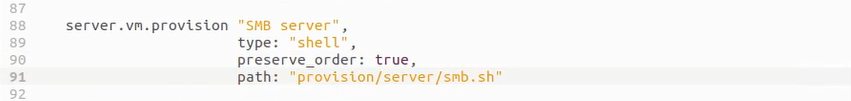 87
88 server.vm.provision "SMB server",
89 type: "shell",
90 preserve_order: true,
91 path: "provision/server/smb.sh"
92